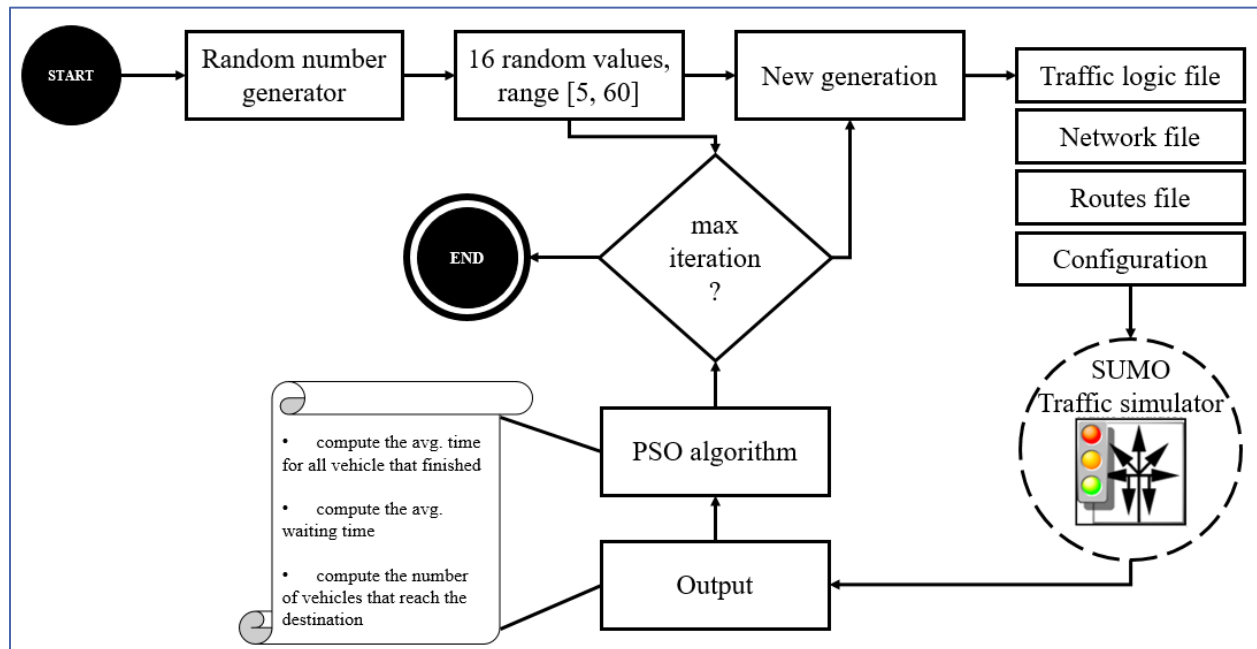 START
Random number
generator
16 random values,
range [5, 60]
New generation
Traffic logic file
Network file
Routes file
Configuration
max
iteration
?
END
SUMO
Traffic simulator
PSO algorithm
• compute the avg. time
for all vehicle that finished
• compute the avg.
waiting time
• compute the number
of vehicles that reach the
destination
Output